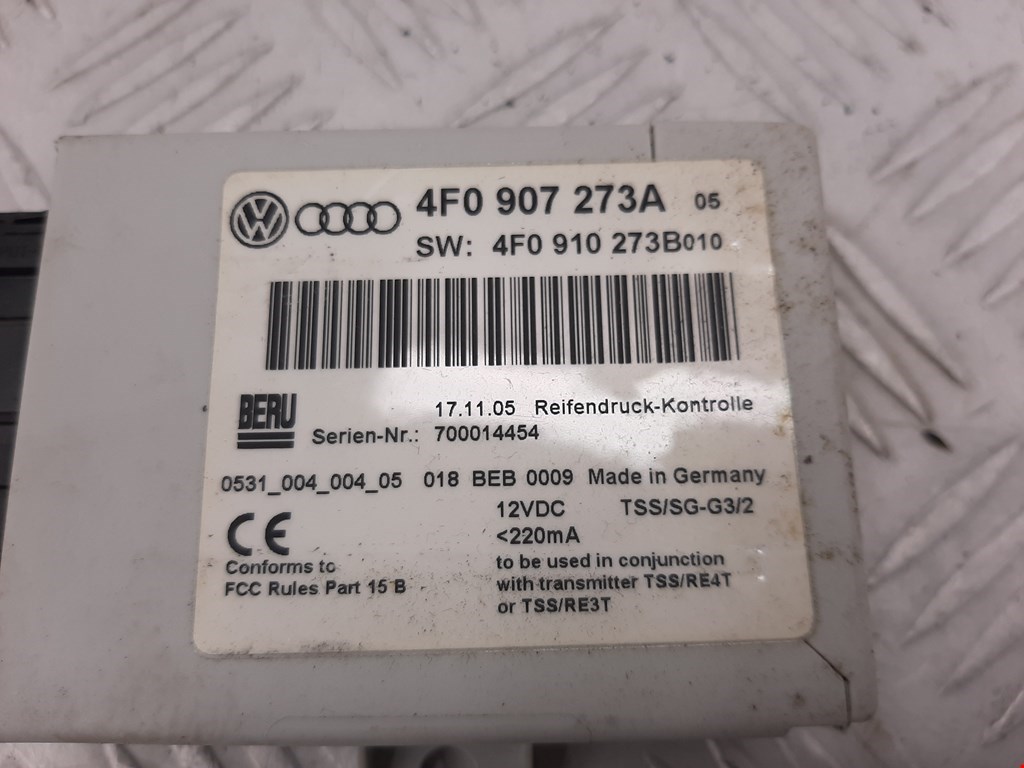 4F0 907 273A 05
SW: 4F0 910 273B010
BERU
17.11.05 Reifendruck-Kontrolle
Serien-Nr.: 700014454
0531_004_004_05 018 BEB 0009 Made in Germany
12VDC TSS/SG-G3/2
<220mA
CE
Conforms to
FCC Rules Part 15 B
to be used in conjunction
with transmitter TSS/RE4T
or TSS/RE3T